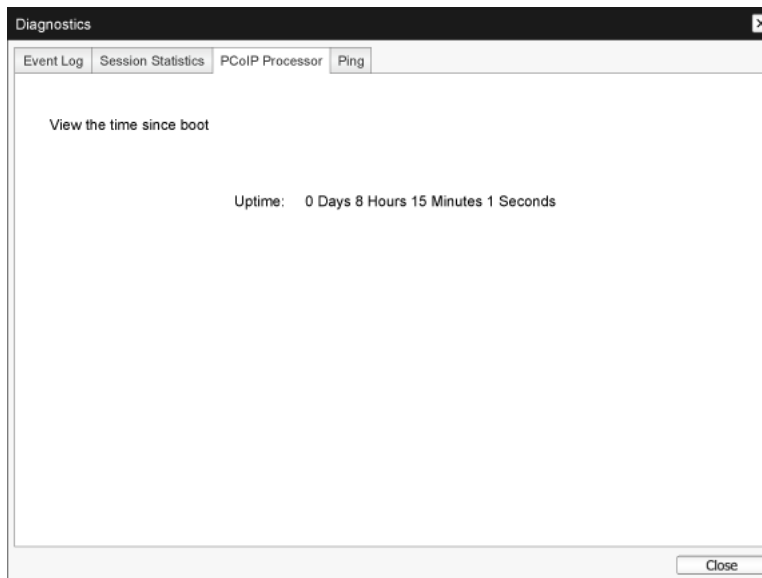 Diagnostics
Event Log Session Statistics PCoIP Processor Ping
View the time since boot
Uptime: 0 Days 8 Hours 15 Minutes 1 Seconds
Close